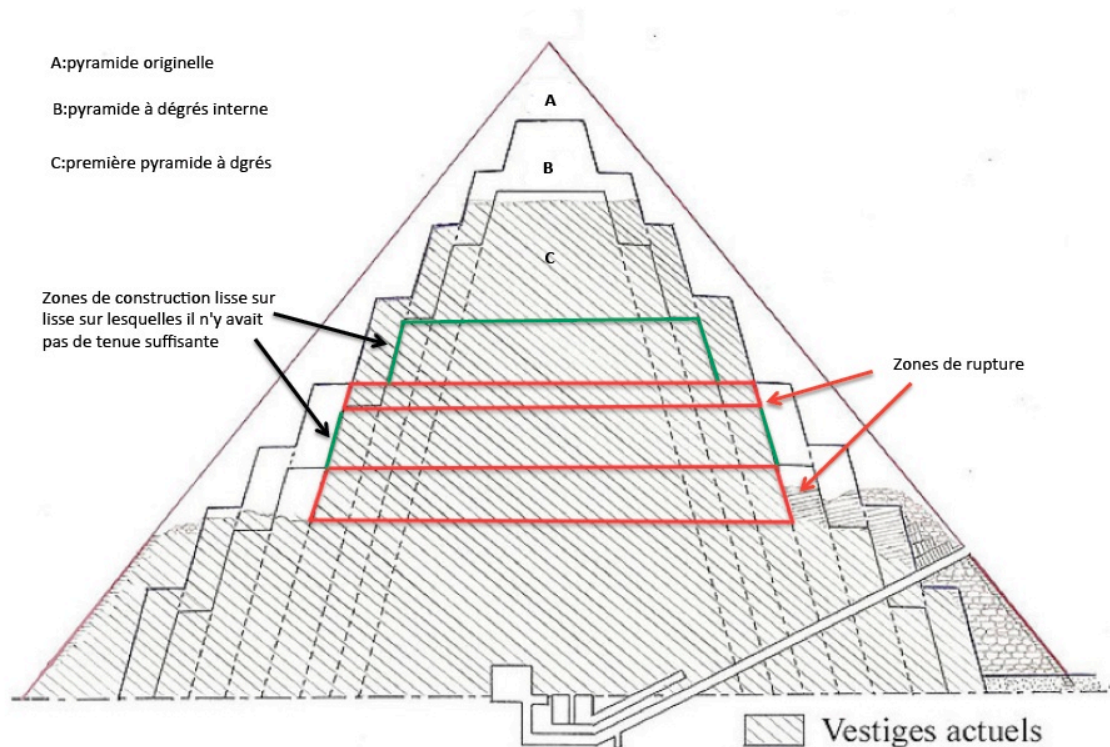 A:pyramide originelle
B:pyramide à dégrés interne
C:première pyramide à dgrés
A
B
C
Zones de construction lisse sur
lisse sur lesquelles il n'y avait
pas de tenue suffisante
Zones de rupture
Vestiges actuels